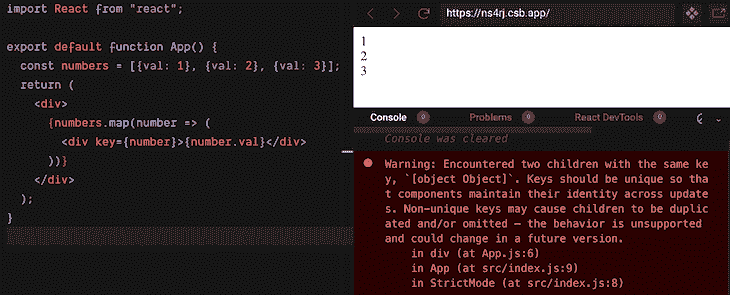 import React from "react";
export default function App() {
const numbers = [{val: 1}, {val: 2}, {val: 3}];
return (
<div>
{numbers.map(number => (
<div key={number}>{number.val}</div>
))}
</div>
);
}
https://ns4rj.csb.app/
1
2
3
Console 0 Problems 0 React DevTools 0
Console was cleared
Warning: Encountered two children with the same ke
y, `[object Object]`. Keys should be unique so tha
t components maintain their identity across update
s. Non-unique keys may cause children to be duplic
ated and/or omitted — the behavior is unsupported
and could change in a future version.
in div (at App.js:6)
in App (at src/index.js:9)
in StrictMode (at src/index.js:8)